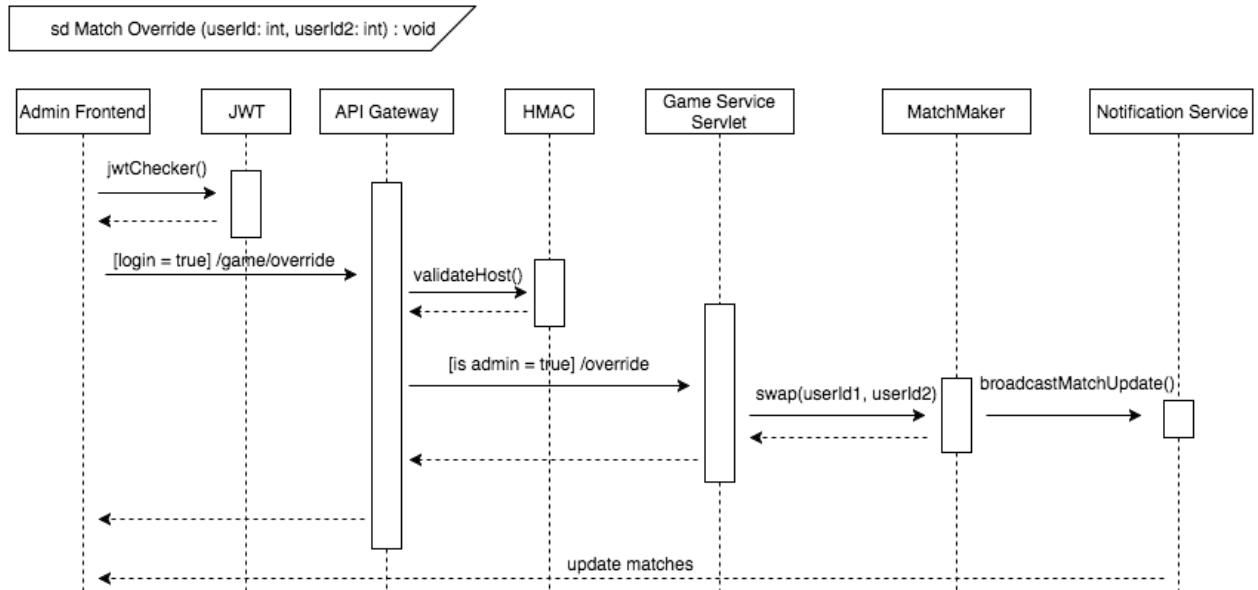 sd Match Override (userId: int, userId2: int) : void
Admin Frontend
JWT
API Gateway
HMAC
Game Service
Servlet
MatchMaker
Notification Service
jwtChecker()
[login = true] /game/override
validateHost()
[is admin = true] /override
swap(userId1, userId2)
broadcastMatchUpdate()
update matches